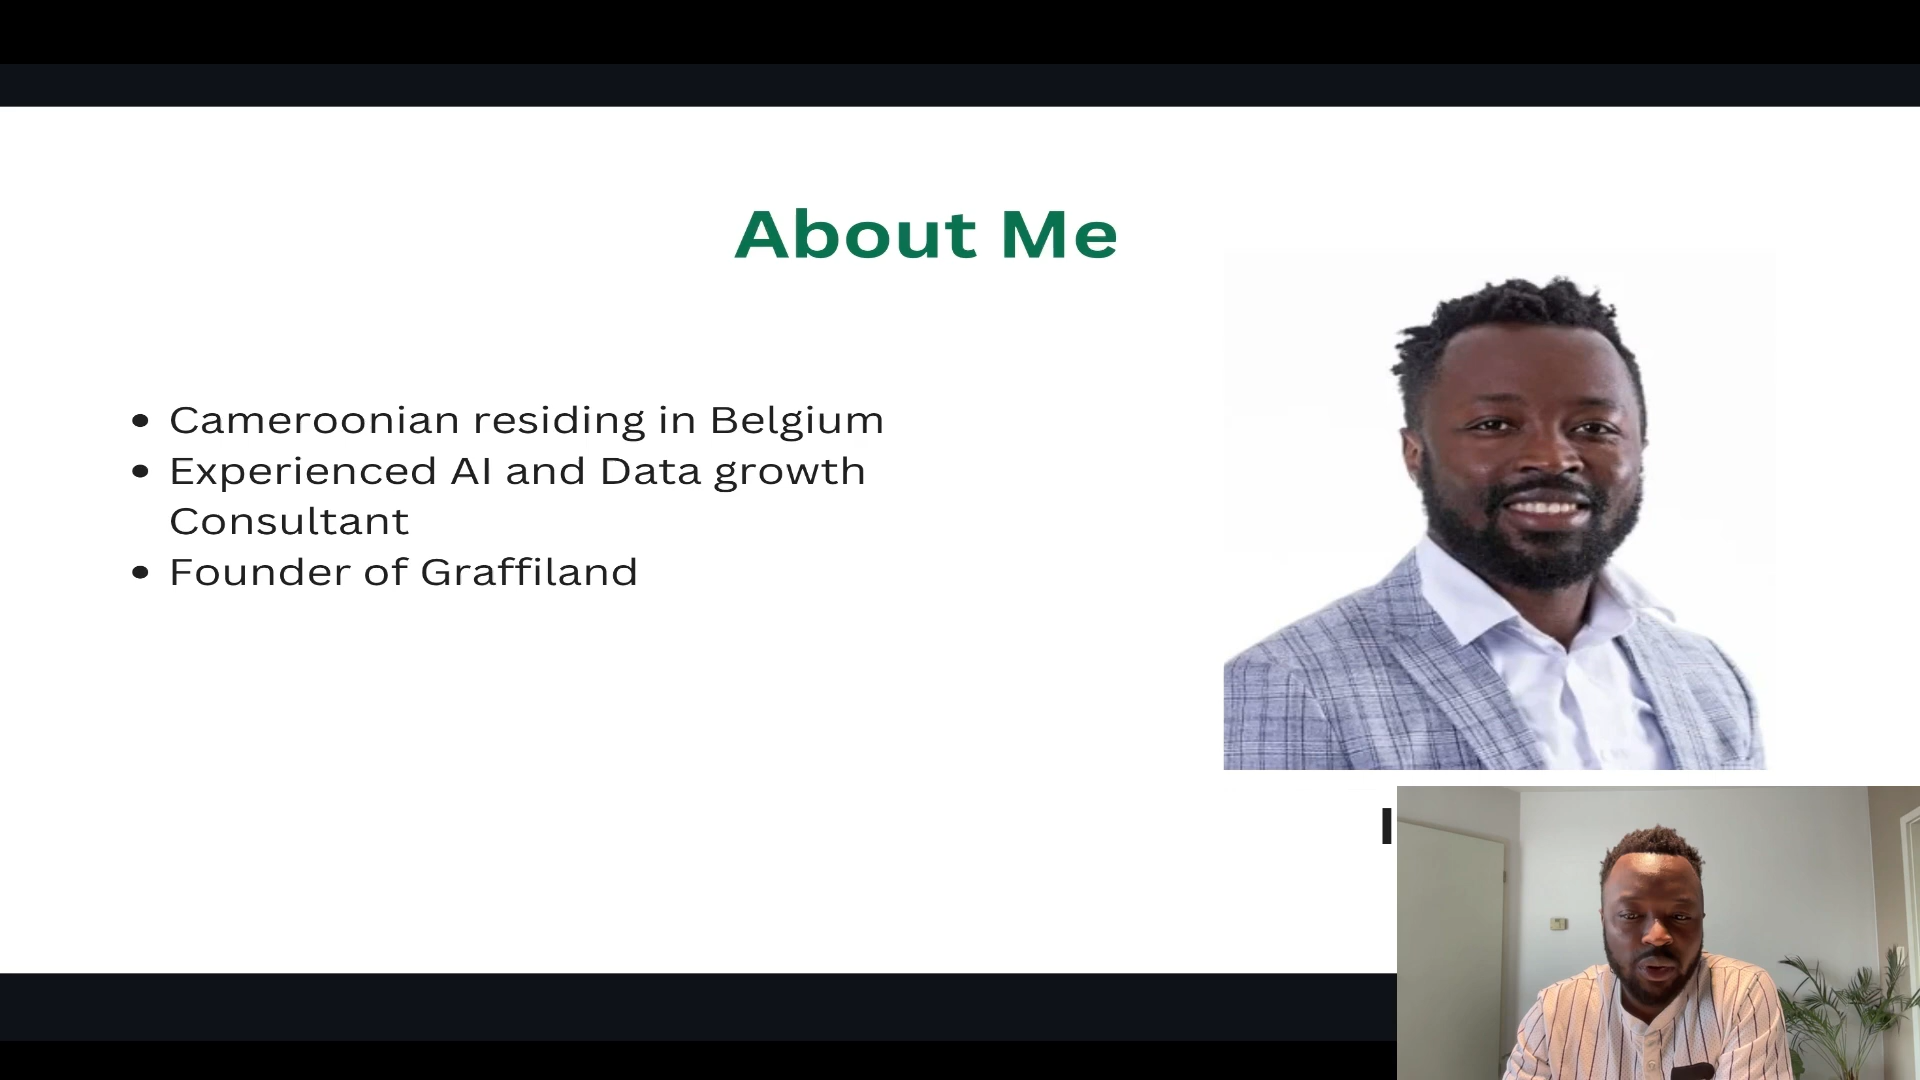 About Me
• Cameroonian residing in Belgium
• Experienced AI and Data growth
Consultant
• Founder of Graffiland